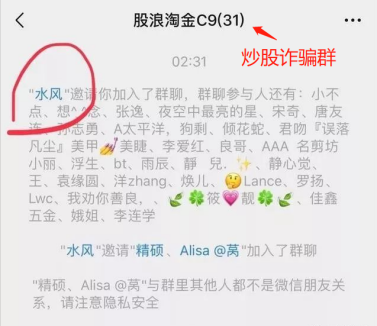 股浪淘金C9(31)
炒股诈骗群
02:31
"水风"邀请你加入了群聊，群聊参与人还有：小不
点、想^_^念、张逸、夜空中最亮的星、宋奇、唐友
连、孙志勇、A太平洋，狗剩、倾花蛇、君吻『误落
凡尘』美甲💅美睫、李爱红、良哥、AAA 名剪坊
小丽、浮生、bt、雨辰、靜 兒.✨、静心觉、
王、袁缘圆、洋zhang、焕儿、🤔Lance、罗扬、
Lwc、我劝你善良，、🌿🍀筱💗靓🍀🌿、佳鑫
五金、娥姐、李连学
"水风"邀请"精硕、Alisa @莴"加入了群聊
"精硕、Alisa @莴"与群里其他人都不是微信朋友关
系，请注意隐私安全